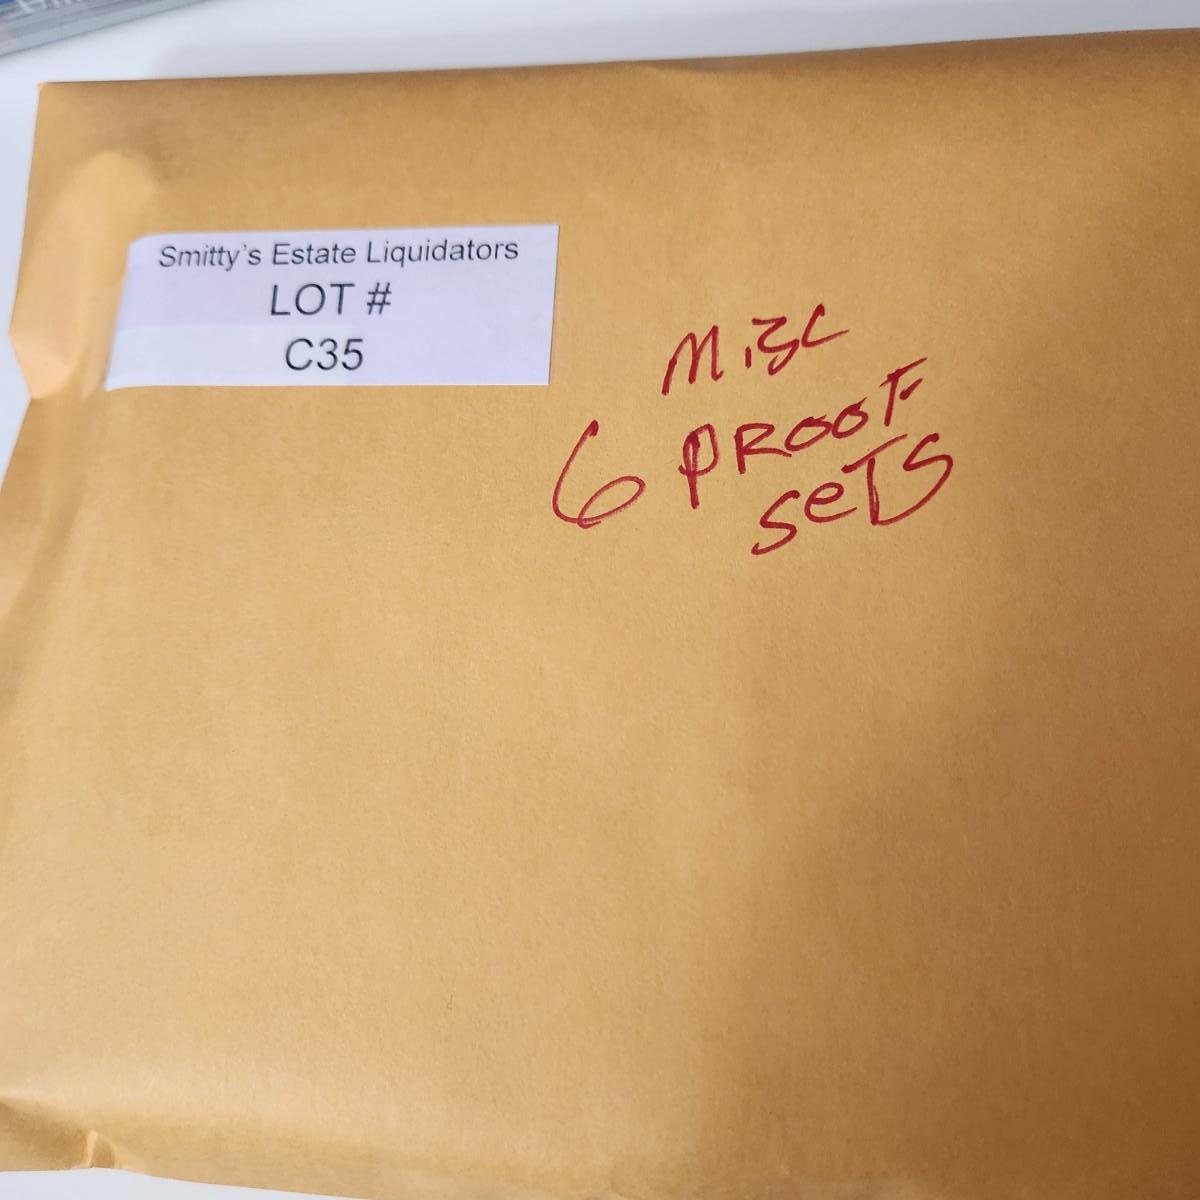 Smitty's Estate Liquidators
LOT #
C35
Misc
6 PROOF
SeTS